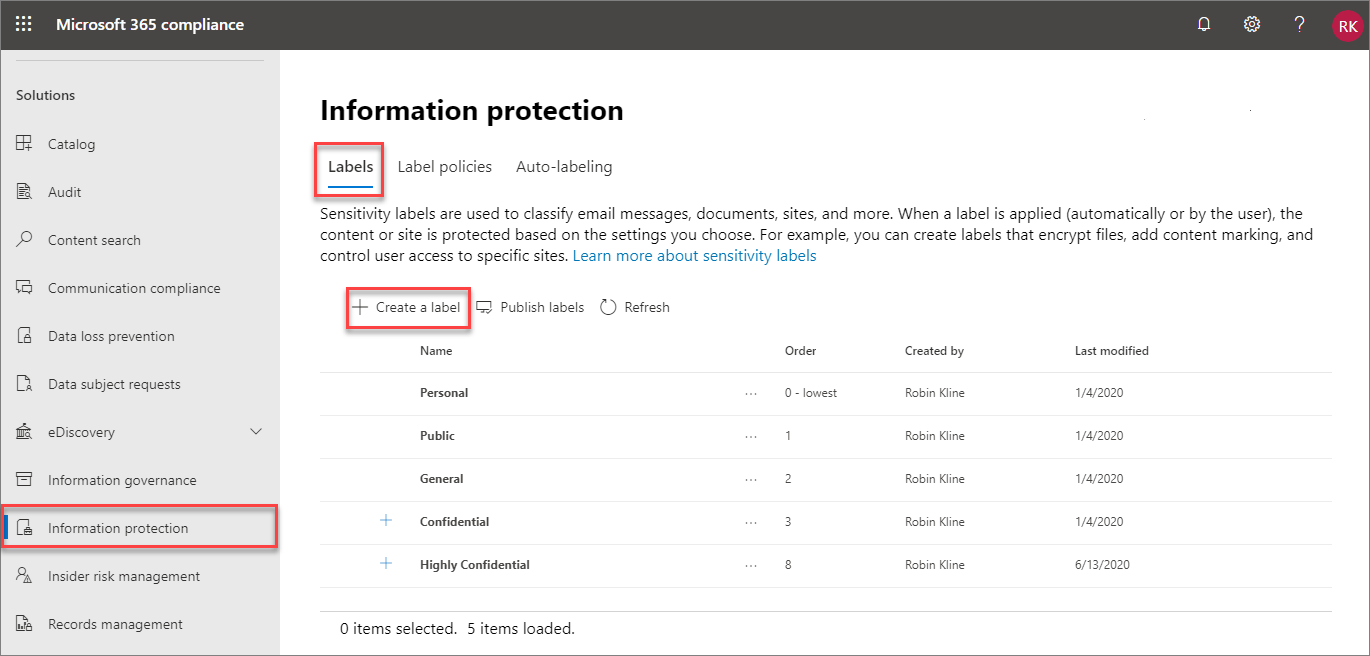 Microsoft 365 compliance
?
RK
Solutions
Catalog
Audit
Content search
Communication compliance
Data loss prevention
Data subject requests
eDiscovery
Information governance
Information protection
Insider risk management
Records management
Information protection
Labels Label policies Auto-labeling
Sensitivity labels are used to classify email messages, documents, sites, and more. When a label is applied (automatically or by the user), the
content or site is protected based on the settings you choose. For example, you can create labels that encrypt files, add content marking, and
control user access to specific sites. Learn more about sensitivity labels
+ Create a label Publish labels Refresh
Name Order Created by Last modified
Personal ... 0 - lowest Robin Kline 1/4/2020
Public ... 1 Robin Kline 1/4/2020
General ... 2 Robin Kline 1/4/2020
+ Confidential ... 3 Robin Kline 1/4/2020
+ Highly Confidential ... 8 Robin Kline 6/13/2020
0 items selected. 5 items loaded.